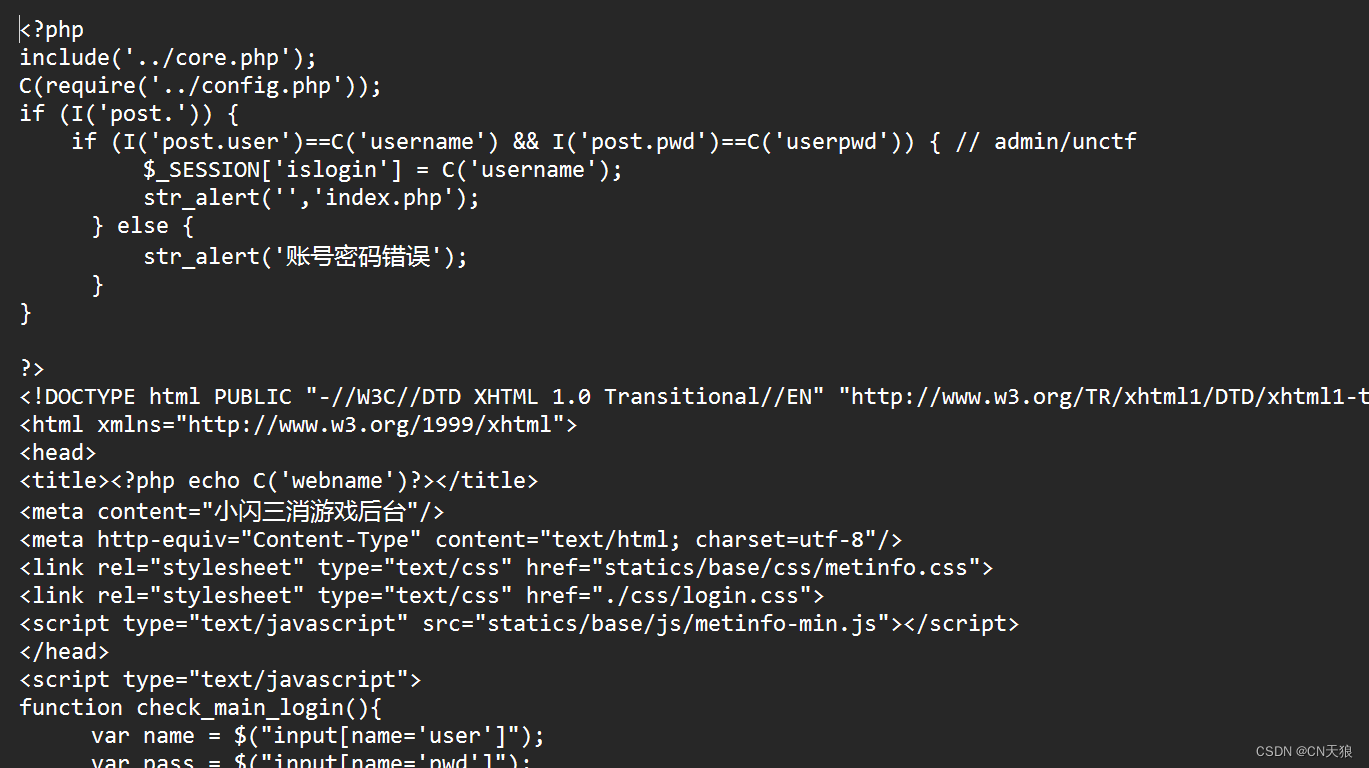 <?php
include('../core.php');
C(require('../config.php'));
if (I('post.')) {
    if (I('post.user')==C('username') && I('post.pwd')==C('userpwd')) { // admin/unctf
        $_SESSION['islogin'] = C('username');
        str_alert('','index.php');
    } else {
        str_alert('账号密码错误');
    }
}
?>
<!DOCTYPE html PUBLIC "-//W3C//DTD XHTML 1.0 Transitional//EN" "http://www.w3.org/TR/xhtml1/DTD/xhtml1-t
<html xmlns="http://www.w3.org/1999/xhtml">
<head>
<title><?php echo C('webname')?></title>
<meta content="小闪三消游戏后台"/>
<meta http-equiv="Content-Type" content="text/html; charset=utf-8"/>
<link rel="stylesheet" type="text/css" href="statics/base/css/metinfo.css">
<link rel="stylesheet" type="text/css" href="./css/login.css">
<script type="text/javascript" src="statics/base/js/metinfo-min.js"></script>
</head>
<script type="text/javascript">
function check_main_login(){
    var name = $("input[name='user']");
    var pass = $("input[name='pwd']");
CSDN @CN天狼